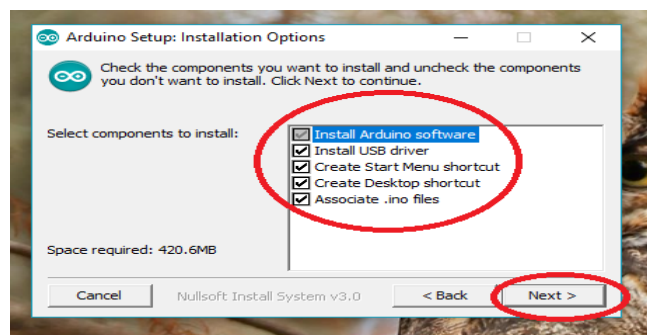 Arduino Setup: Installation Options
Check the components you want to install and uncheck the components
you don't want to install. Click Next to continue.
Select components to install:
Install Arduino software
Install USB driver
Create Start Menu shortcut
Create Desktop shortcut
Associate .ino files
Space required: 420.6MB
Cancel
Nullsoft Install System v3.0
< Back
Next >